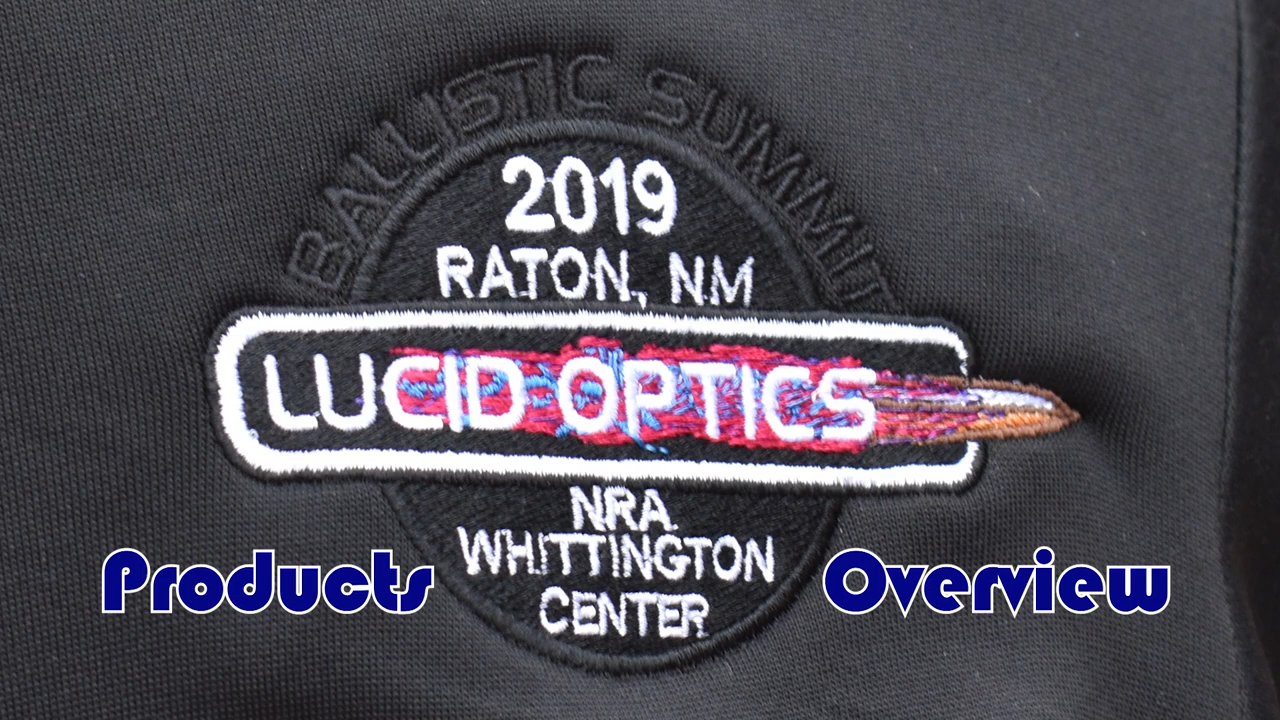 BALLISTIC SUMMIT
2019
RATON, NM
LUCID OPTICS
NRA
WHITTINGTON
CENTER
Products Overview